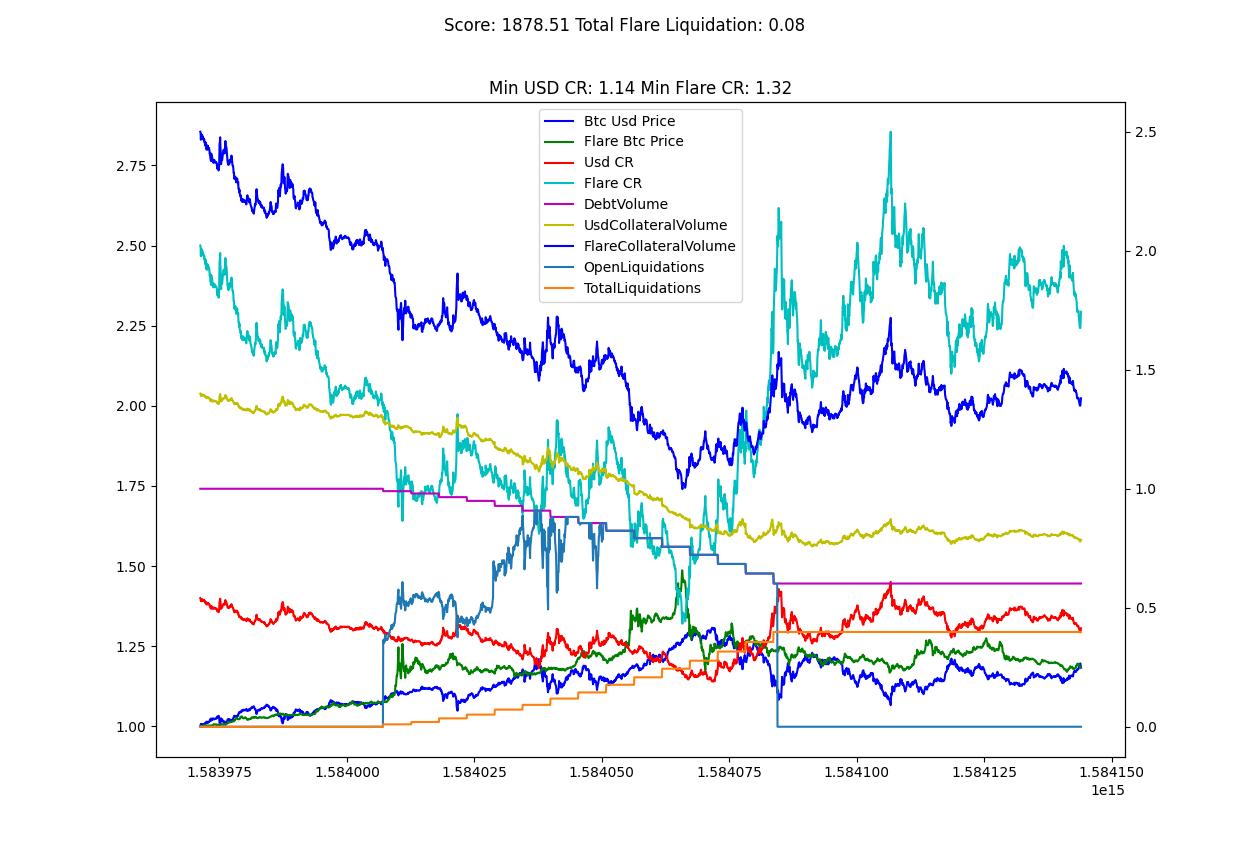 Score: 1878.51 Total Flare Liquidation: 0.08
Min USD CR: 1.14 Min Flare CR: 1.32
Btc Usd Price
Flare Btc Price
Usd CR
Flare CR
DebtVolume
UsdCollateralVolume
FlareCollateralVolume
OpenLiquidations
TotalLiquidations
2.75
2.50
2.25
2.00
1.75
1.50
1.25
1.00
2.5
2.0
1.5
1.0
0.5
0.0
1.583975 1.584000 1.584025 1.584050 1.584075 1.584100 1.584125 1.584150
1e15